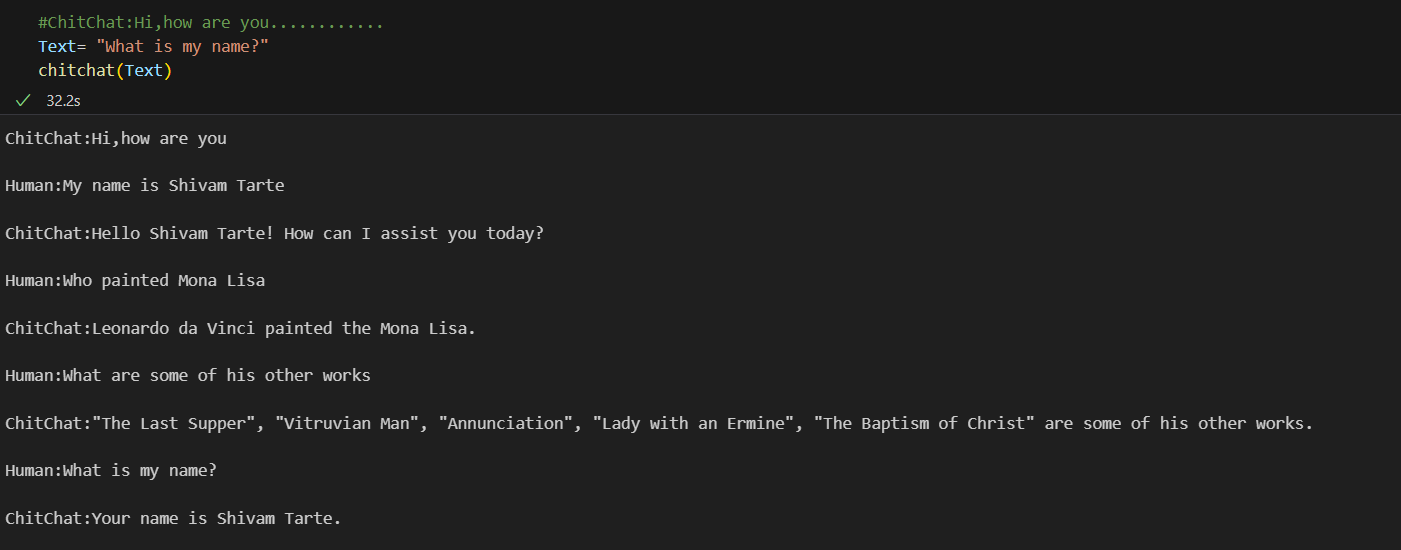 #ChitChat:Hi,how are you............
Text= "What is my name?"
chitchat(Text)
32.2s
ChitChat:Hi,how are you
Human:My name is Shivam Tarte
ChitChat:Hello Shivam Tarte! How can I assist you today?
Human:Who painted Mona Lisa
ChitChat:Leonardo da Vinci painted the Mona Lisa.
Human:What are some of his other works
ChitChat:"The Last Supper", "Vitruvian Man", "Annunciation", "Lady with an Ermine", "The Baptism of Christ" are some of his other works.
Human:What is my name?
ChitChat:Your name is Shivam Tarte.